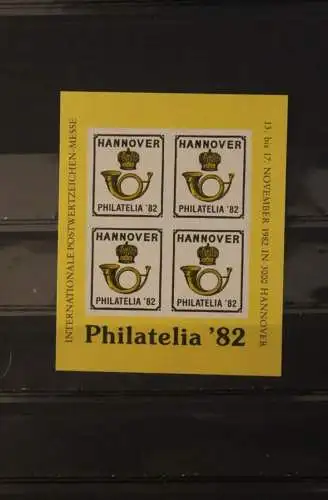 INTERNATIONALE POSTWERTZEICHEN-MESSE
HANNOVER
PHILATELIA '82
HANNOVER
PHILATELIA '82
HANNOVER
PHILATELIA '82
HANNOVER
PHILATELIA '82
13. bis 17. NOVEMBER 1982 IN 3000 HANNOVER
Philatelia '82